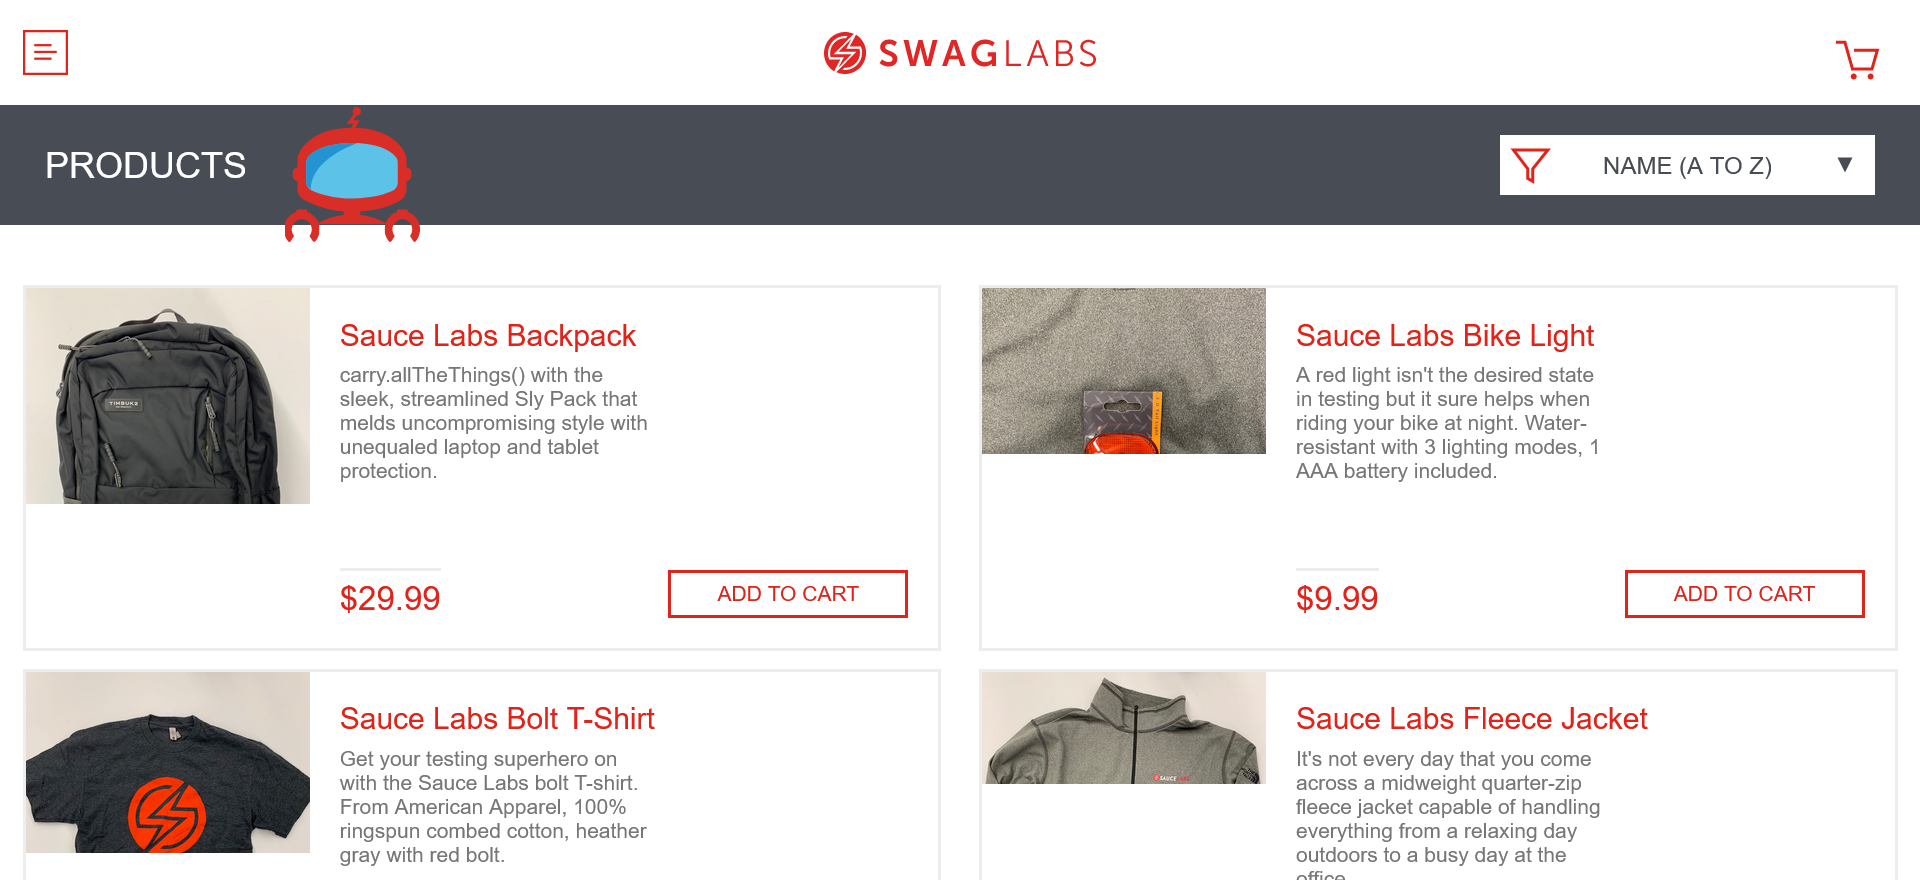 SWAGLABS
PRODUCTS
NAME (A TO Z)
Sauce Labs Backpack
carry.allTheThings() with the
sleek, streamlined Sly Pack that
melds uncompromising style with
unequaled laptop and tablet
protection.
$29.99
ADD TO CART
TIMBUK2
Sauce Labs Bike Light
A red light isn't the desired state
in testing but it sure helps when
riding your bike at night. Water-
resistant with 3 lighting modes, 1
AAA battery included.
$9.99
ADD TO CART
Sauce Labs Bolt T-Shirt
Get your testing superhero on
with the Sauce Labs bolt T-shirt.
From American Apparel, 100%
ringspun combed cotton, heather
gray with red bolt.
Sauce Labs Fleece Jacket
It's not every day that you come
across a midweight quarter-zip
fleece jacket capable of handling
everything from a relaxing day
outdoors to a busy day at the
office.
SAUCELABS